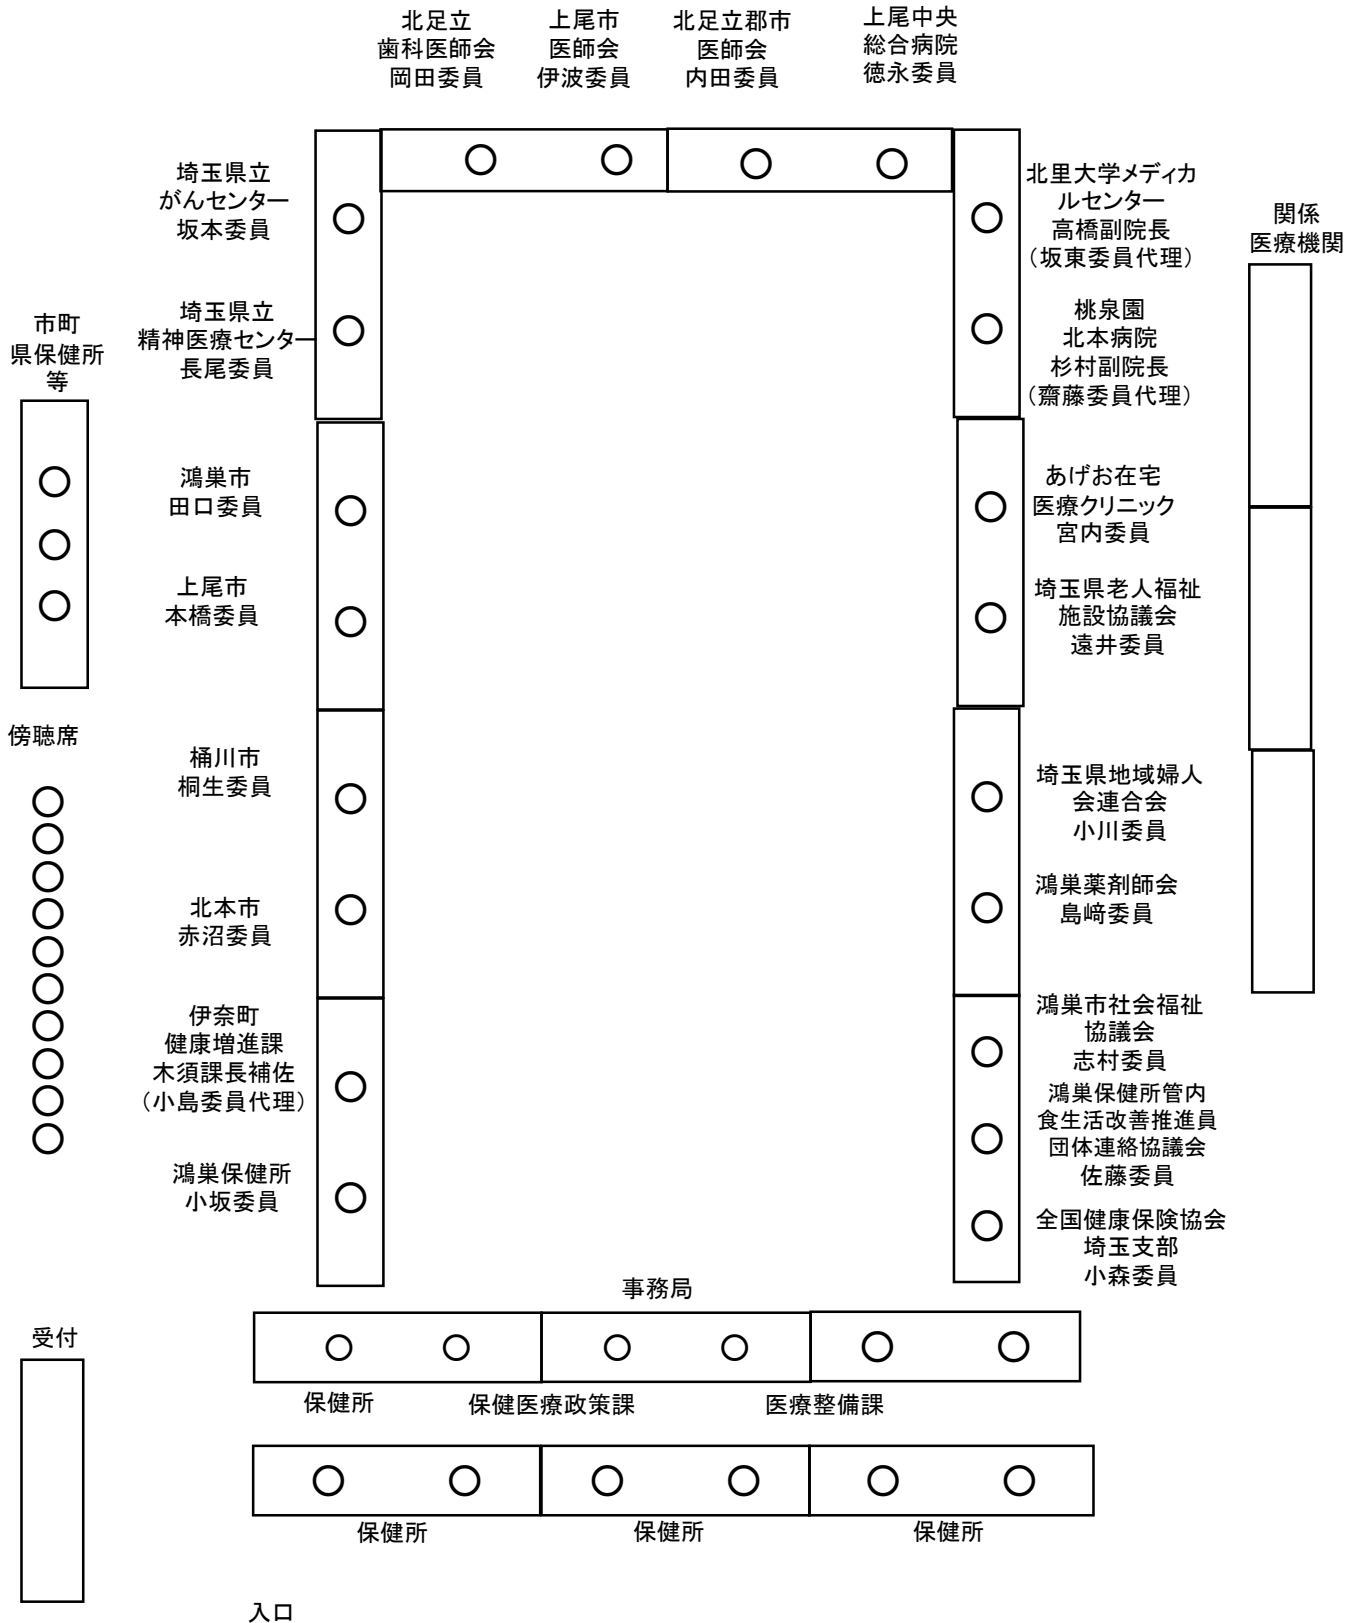 北足立
歯科医師会
岡田委員
上尾市
医師会
伊波委員
北足立郡市
医師会
内田委員
上尾中央
総合病院
徳永委員
埼玉県立
がんセンター
坂本委員
埼玉県立
精神医療センター
長尾委員
鴻巣市
田口委員
上尾市
本橋委員
桶川市
桐生委員
北本市
赤沼委員
伊奈町
健康増進課
木須課長補佐
（小島委員代理）
鴻巣保健所
小坂委員
北里大学メディカ
ルセンター
高橋副院長
（坂東委員代理）
桃泉園
北本病院
杉村副院長
（齋藤委員代理）
あげお在宅
医療クリニック
宮内委員
埼玉県老人福祉
施設協議会
遠井委員
埼玉県地域婦人
会連合会
小川委員
鴻巣薬剤師会
島﨑委員
鴻巣市社会福祉
協議会
志村委員
鴻巣保健所管内
食生活改善推進員
団体連絡協議会
佐藤委員
全国健康保険協会
埼玉支部
小森委員
関係
医療機関
市町
県保健所
等
傍聴席
受付
事務局
保健所
保健医療政策課
医療整備課
保健所
保健所
保健所
入口